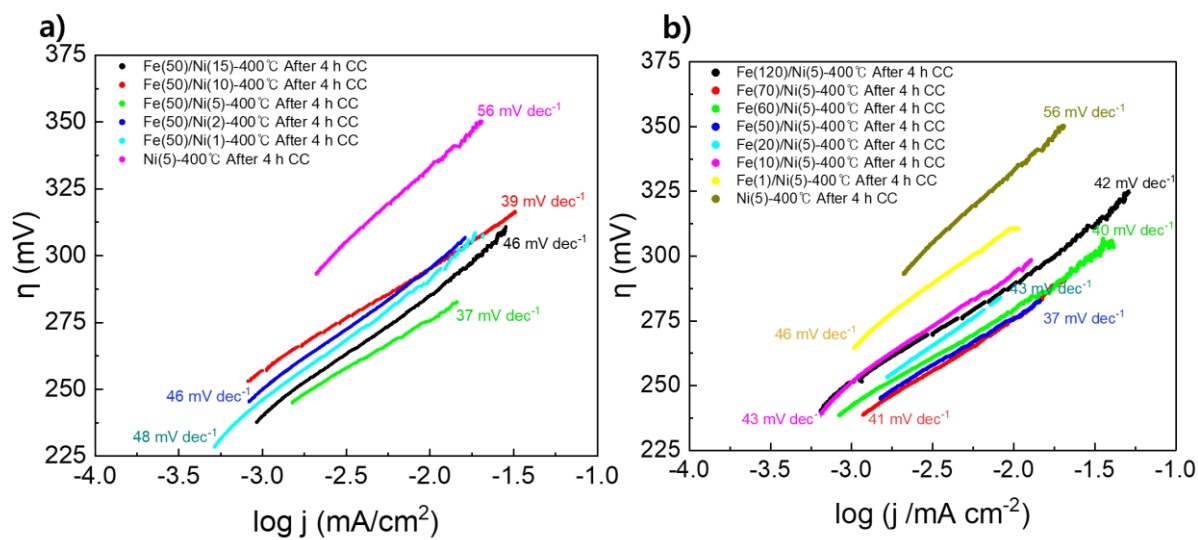 a)
375
350
325
300
275
250
225
η (mV)
Fe(50)/Ni(15)-400℃ After 4 h CC
Fe(50)/Ni(10)-400℃ After 4 h CC
Fe(50)/Ni(5)-400℃ After 4 h CC
Fe(50)/Ni(2)-400℃ After 4 h CC
Fe(50)/Ni(1)-400℃ After 4 h CC
Ni(5)-400℃ After 4 h CC
56 mV dec⁻¹
39 mV dec⁻¹
46 mV dec⁻¹
37 mV dec⁻¹
46 mV dec⁻¹
48 mV dec⁻¹
-4.0 -3.5 -3.0 -2.5 -2.0 -1.5 -1.0
log j (mA/cm²)
b)
375
350
325
300
275
250
225
η (mV)
Fe(120)/Ni(5)-400℃ After 4 h CC
Fe(70)/Ni(5)-400℃ After 4 h CC
Fe(60)/Ni(5)-400℃ After 4 h CC
Fe(50)/Ni(5)-400℃ After 4 h CC
Fe(20)/Ni(5)-400℃ After 4 h CC
Fe(10)/Ni(5)-400℃ After 4 h CC
Fe(1)/Ni(5)-400℃ After 4 h CC
Ni(5)-400℃ After 4 h CC
56 mV dec⁻¹
42 mV dec⁻¹
40 mV dec⁻¹
43 mV dec⁻¹
37 mV dec⁻¹
46 mV dec⁻¹
43 mV dec⁻¹
41 mV dec⁻¹
-4.0 -3.5 -3.0 -2.5 -2.0 -1.5 -1.0
log (j /mA cm⁻²)